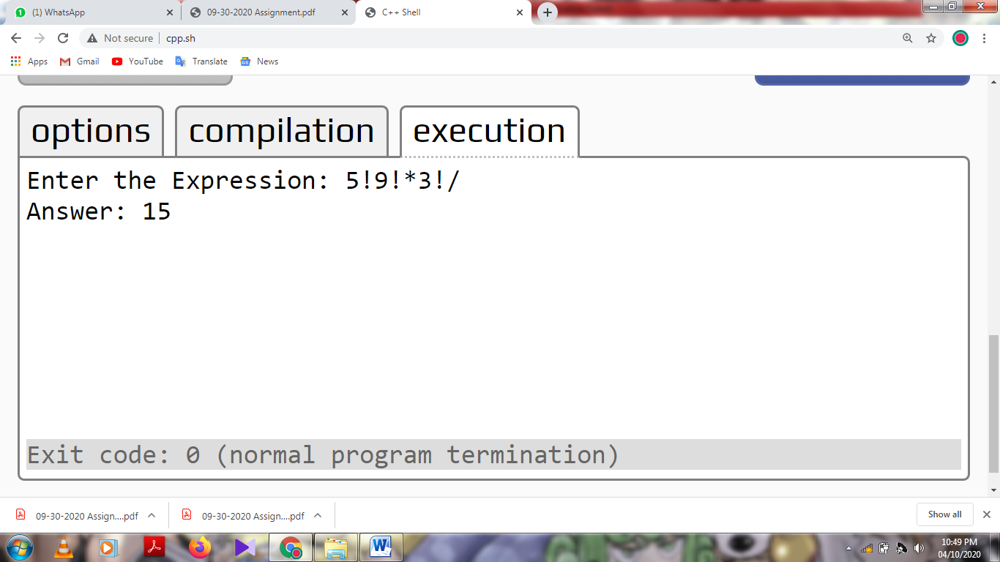 (1) WhatsApp
09-30-2020 Assignment.pdf
C++ Shell
Not secure
cpp.sh
Apps
Gmail
YouTube
Translate
News
options
compilation
execution
Enter the Expression: 5!9!*3!/
Answer: 15
Exit code: 0 (normal program termination)
09-30-2020 Assign....pdf
09-30-2020 Assign....pdf
Show all
10:49 PM
04/10/2020